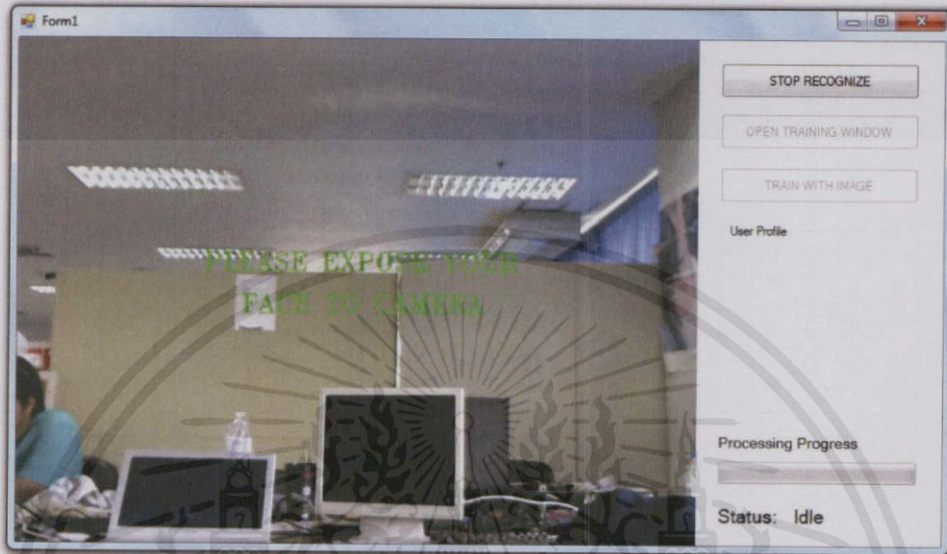 Form1
STOP RECOGNIZE
OPEN TRAINING WINDOW
TRAIN WITH IMAGE
User Profile
PLEASE EXPOSE YOUR
FACE TO CAMERA
Processing Progress
Status: Idle